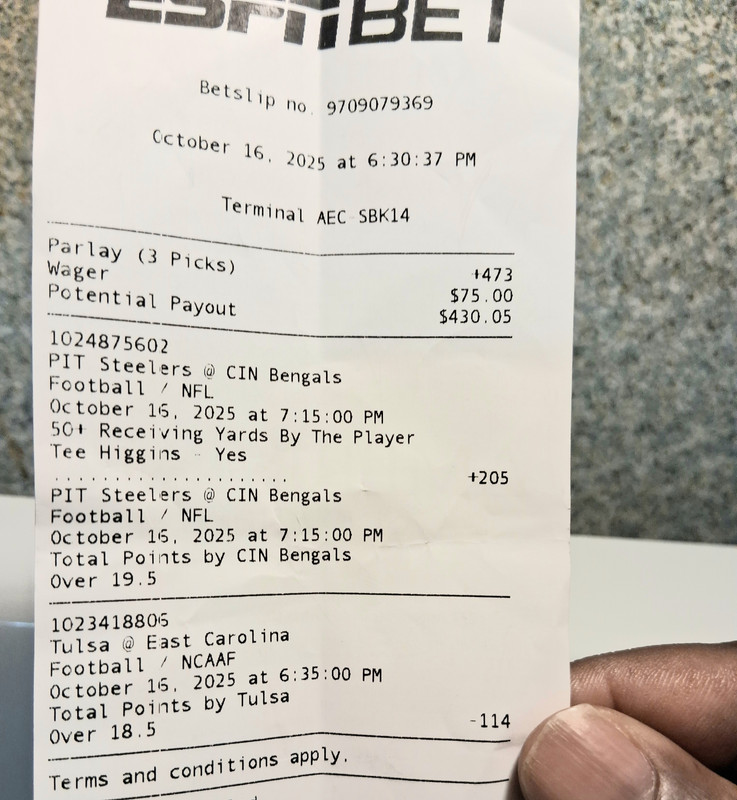 ESPN BET
Betslip no. 9709079369
October 16, 2025 at 6:30:37 PM
Terminal AEC SBK14
Parlay (3 Picks) +473
Wager $75.00
Potential Payout $430.05
1024875602
PIT Steelers @ CIN Bengals
Football / NFL
October 16, 2025 at 7:15:00 PM
50+ Receiving Yards By The Player
Tee Higgins - Yes
..................... +205
PIT Steelers @ CIN Bengals
Football / NFL
October 16, 2025 at 7:15:00 PM
Total Points by CIN Bengals
Over 19.5
1023418806
Tulsa @ East Carolina
Football / NCAAF
October 16, 2025 at 6:35:00 PM
Total Points by Tulsa
Over 18.5 -114
Terms and conditions apply.